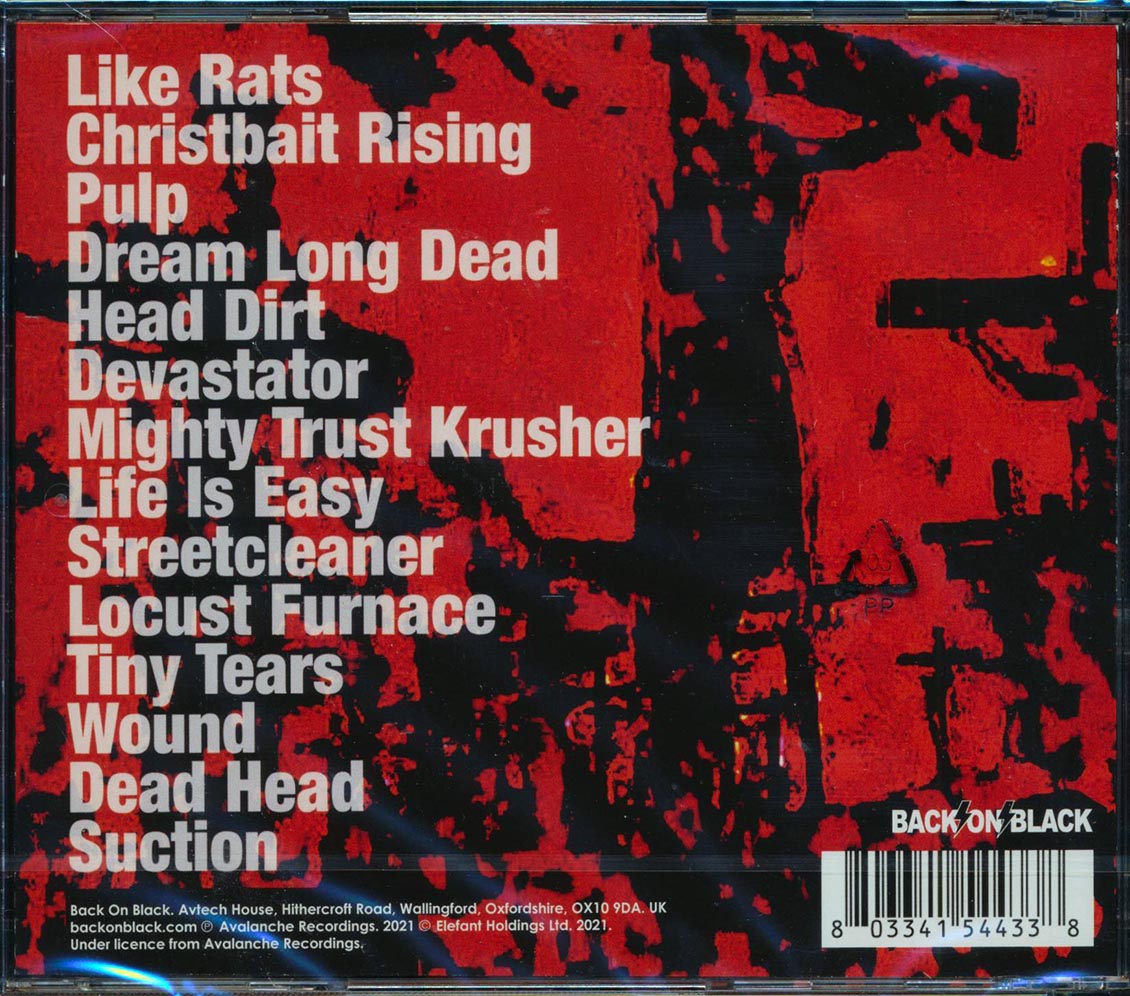 Like Rats
Christbait Rising
Pulp
Dream Long Dead
Head Dirt
Devastator
Mighty Trust Krusher
Life Is Easy
Streetcleaner
Locust Furnace
Tiny Tears
Wound
Dead Head
Suction
PP
BACK ON BLACK
Back On Black. Avtech House, Hithercroft Road, Wallingford, Oxfordshire, OX10 9DA. UK
backonblack.com ℗ Avalanche Recordings. 2021 © Elefant Holdings Ltd. 2021.
Under licence from Avalanche Recordings.
8 03341 54433 8